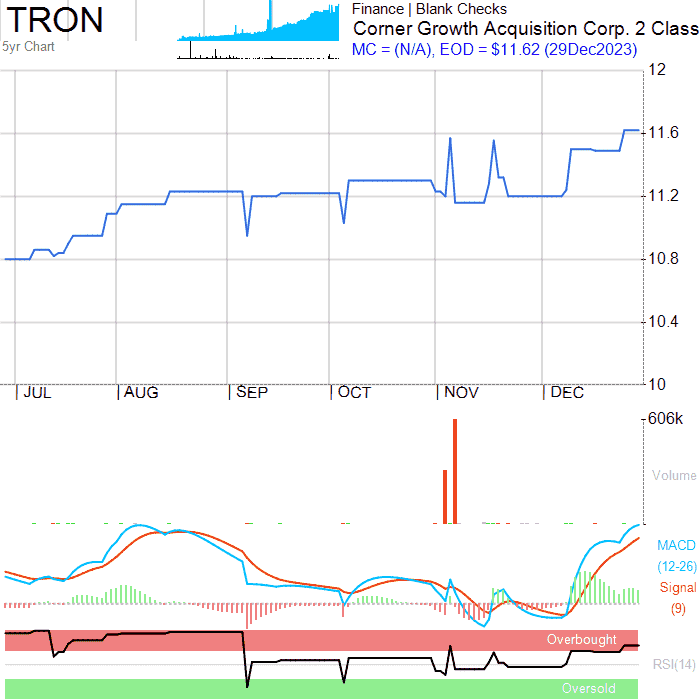 TRON
5yr Chart
Finance | Blank Checks
Corner Growth Acquisition Corp. 2 Class
MC = (N/A), EOD = $11.62 (29Dec2023)
12
11.6
11.2
10.8
10.4
10
JUL AUG SEP OCT NOV DEC
606k
Volume
MACD
(12-26)
Signal
(9)
Overbought
RSI(14)
Oversold